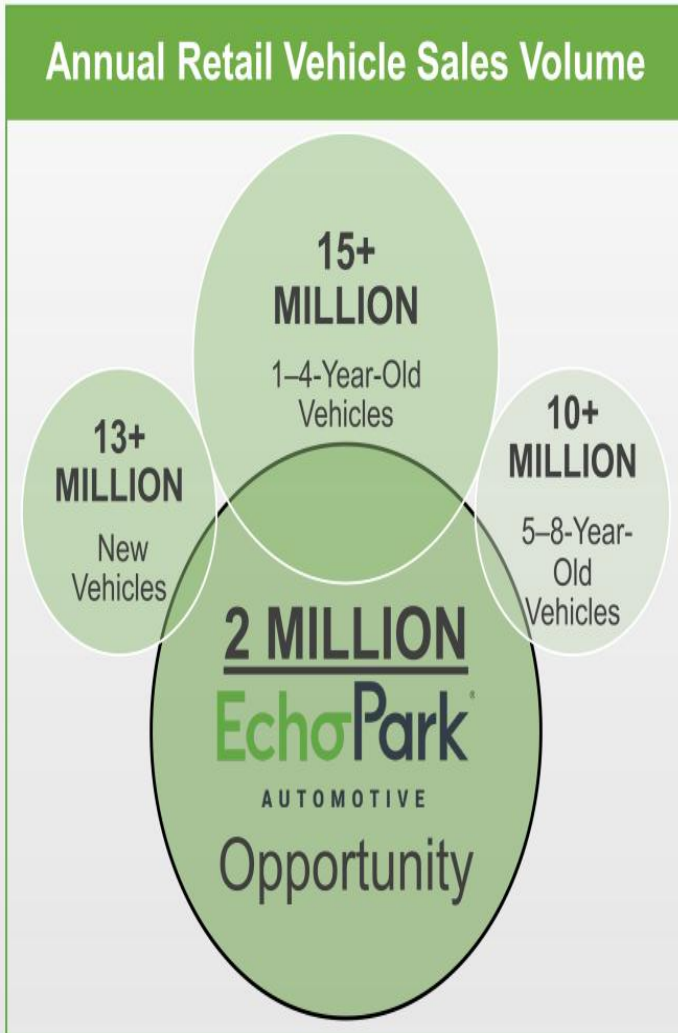 Annual Retail Vehicle Sales Volume
15+
MILLION
1–4-Year-Old
Vehicles
13+
MILLION
New
Vehicles
10+
MILLION
5–8-Year-
Old
Vehicles
2 MILLION
EchoPark
AUTOMOTIVE
Opportunity